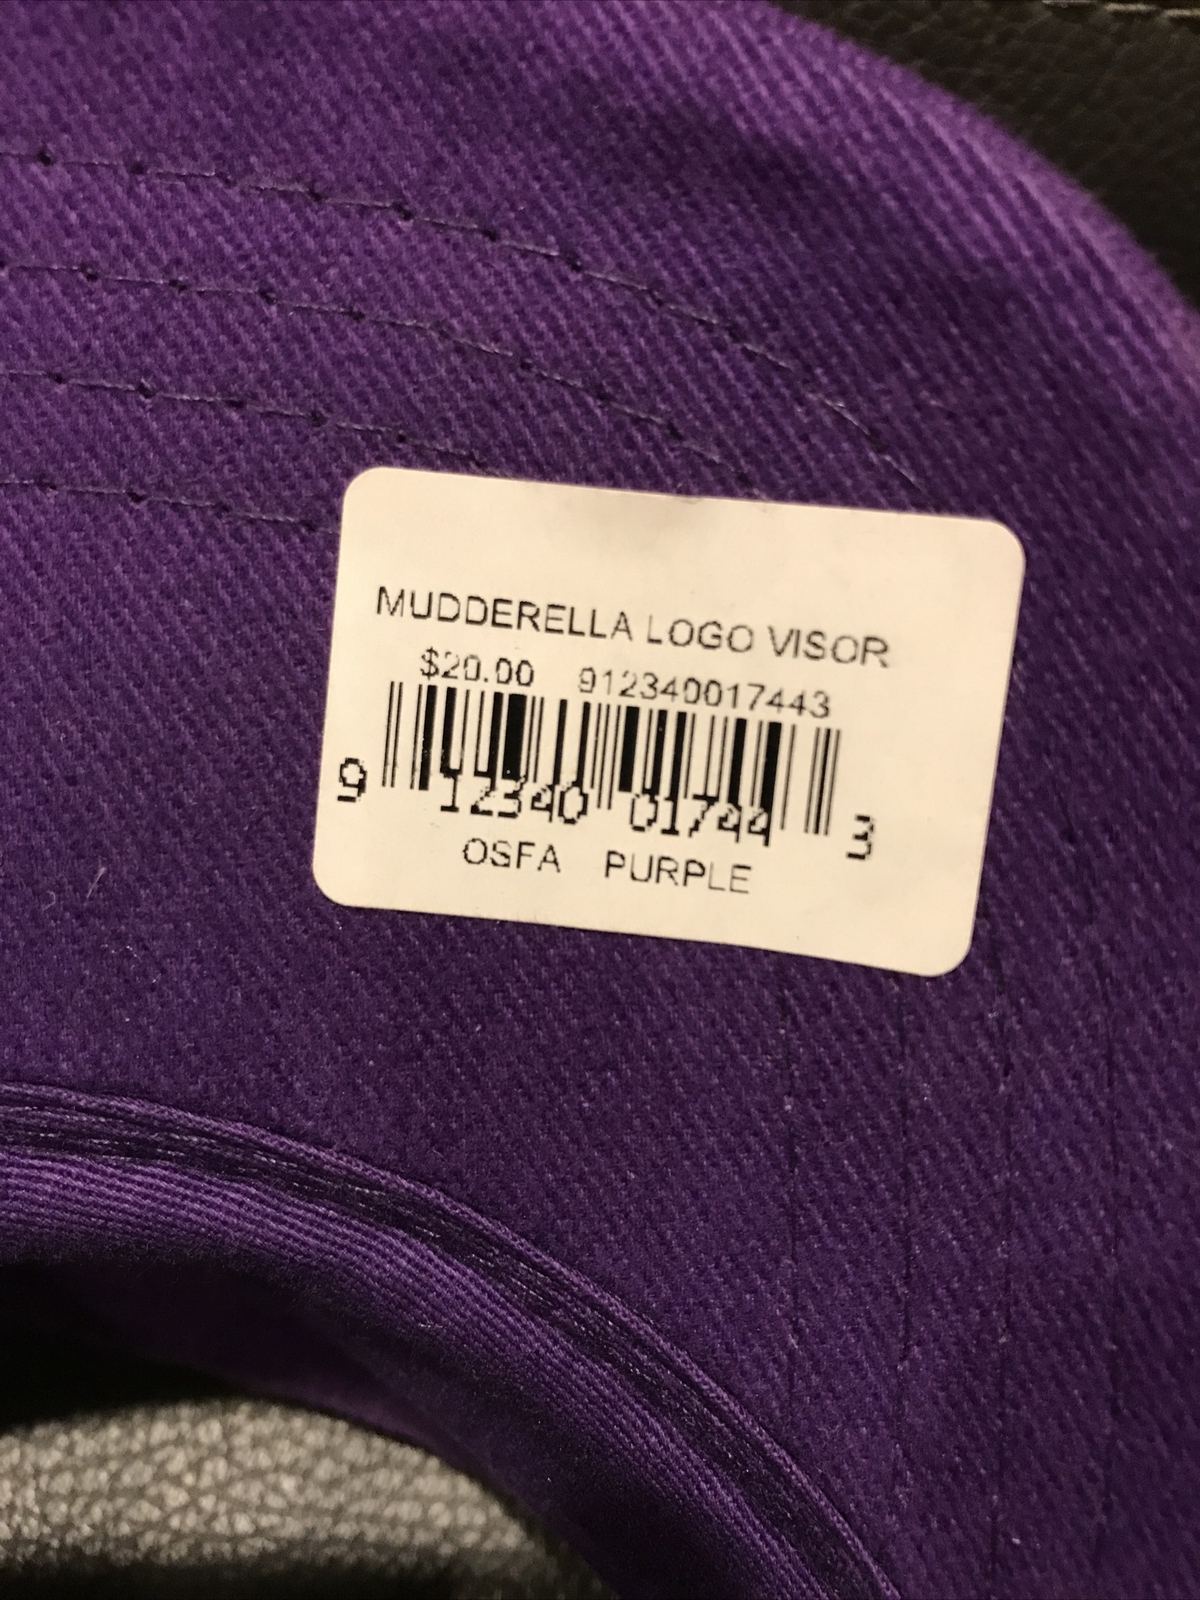 MUDDERELLA LOGO VISOR
$20.00 912340017443
9 12340 01744 3
OSFA PURPLE